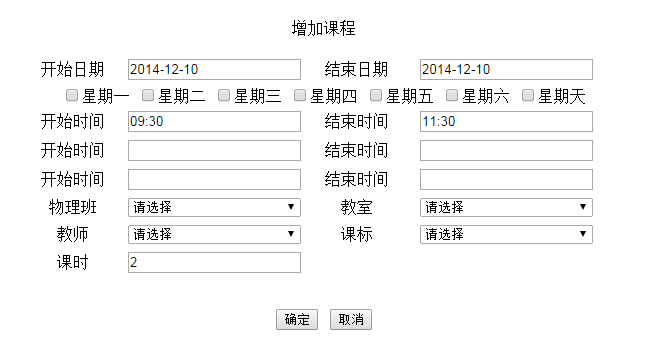 增加课程
开始日期 2014-12-10 结束日期 2014-12-10
星期一 星期二 星期三 星期四 星期五 星期六 星期天
开始时间 09:30 结束时间 11:30
开始时间 结束时间
开始时间 结束时间
物理班 请选择 教室 请选择
教师 请选择 课标 请选择
课时 2
确定 取消